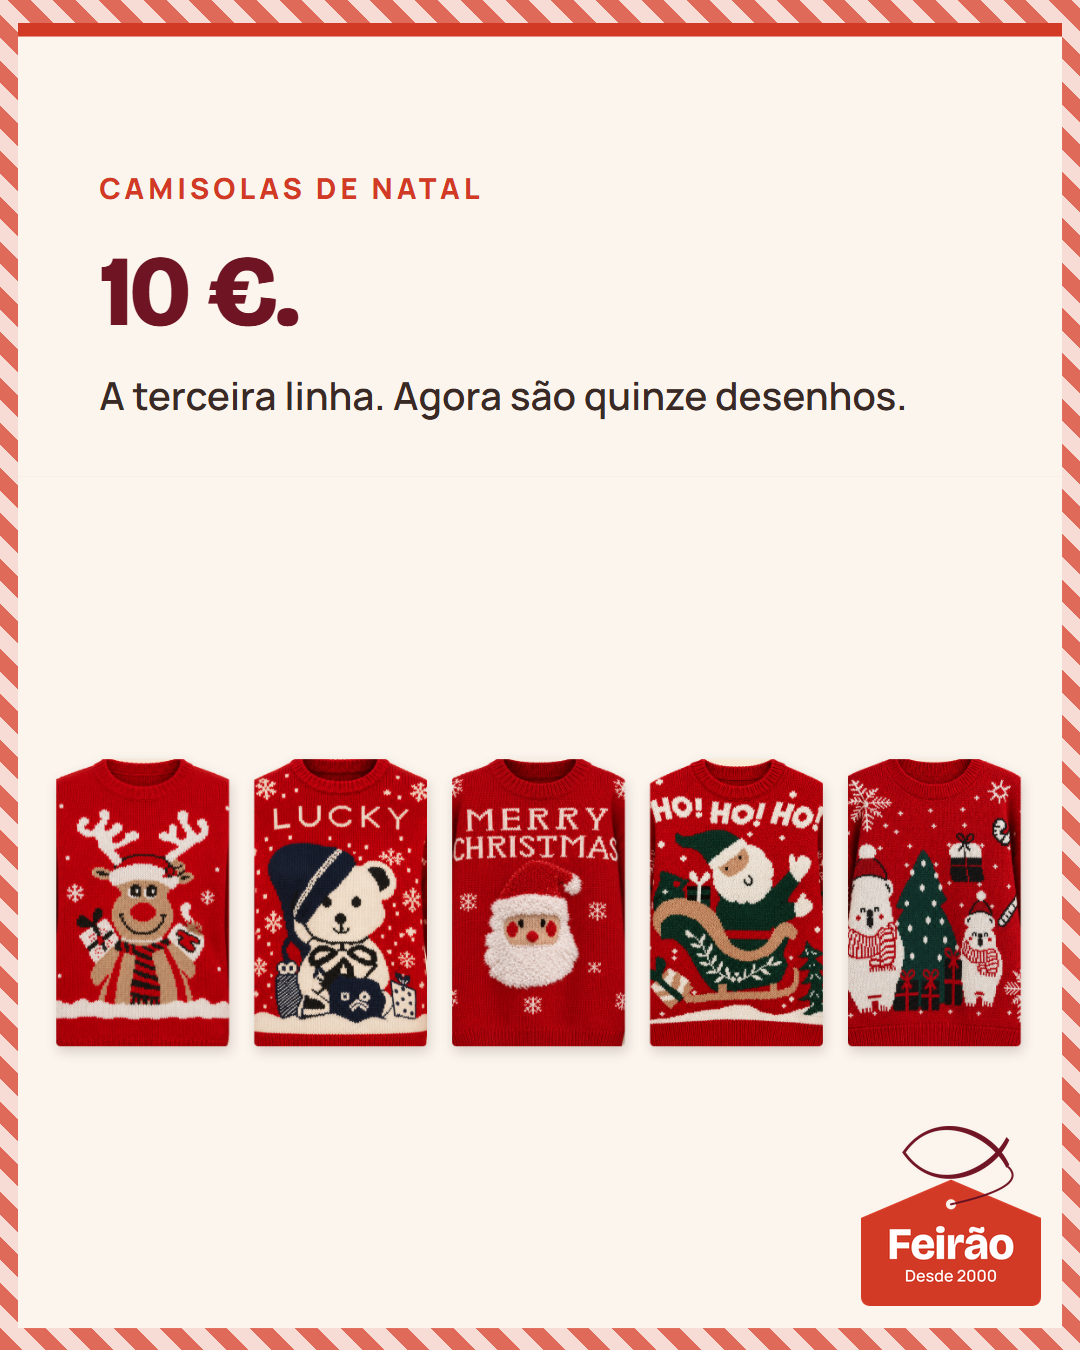 CAMISOLAS DE NATAL
10 €.
A terceira linha. Agora são quinze desenhos.
LUCKY
MERRY
CHRISTMAS
HO! HO! HO!
Feirão
Desde 2000